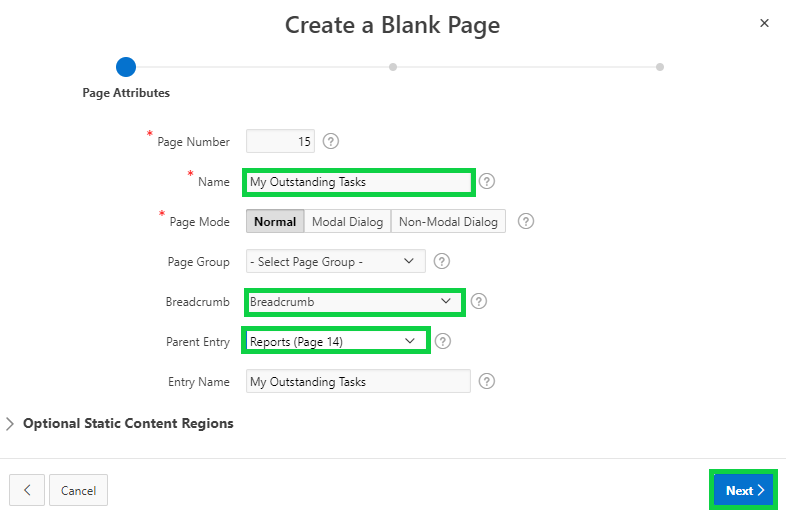 Create a Blank Page
Page Attributes
* Page Number 15 ?
* Name My Outstanding Tasks ?
* Page Mode Normal Modal Dialog Non-Modal Dialog ?
Page Group - Select Page Group - ?
Breadcrumb Breadcrumb ?
Parent Entry Reports (Page 14) ?
Entry Name My Outstanding Tasks ?
Optional Static Content Regions
Cancel Next